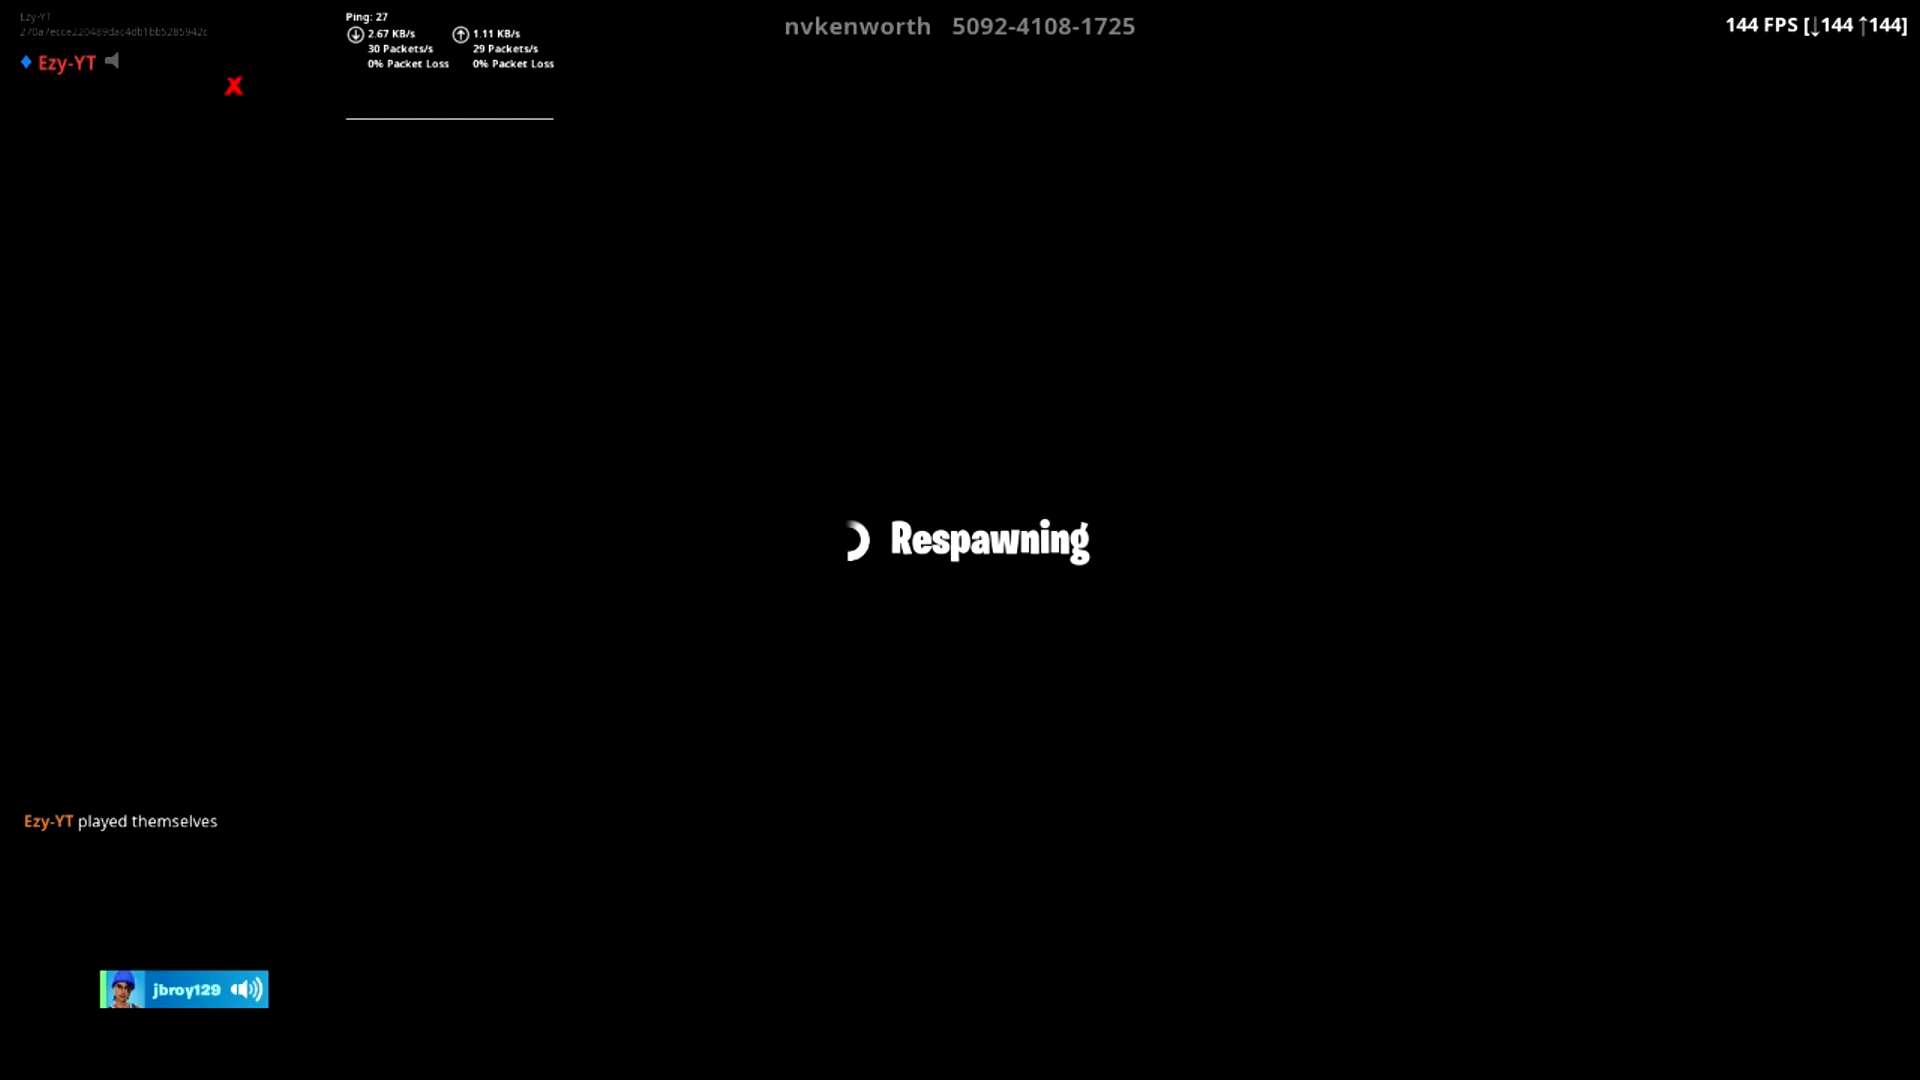 Ezy-YT
Ezy-YT
Ping: 27
2.67 KB/s
30 Packets/s
0% Packet Loss
1.11 KB/s
29 Packets/s
0% Packet Loss
nvkenworth 5092-4108-1725
144 FPS [↓144 ↑144]
X
Respawning
Ezy-YT played themselves
jbroy129